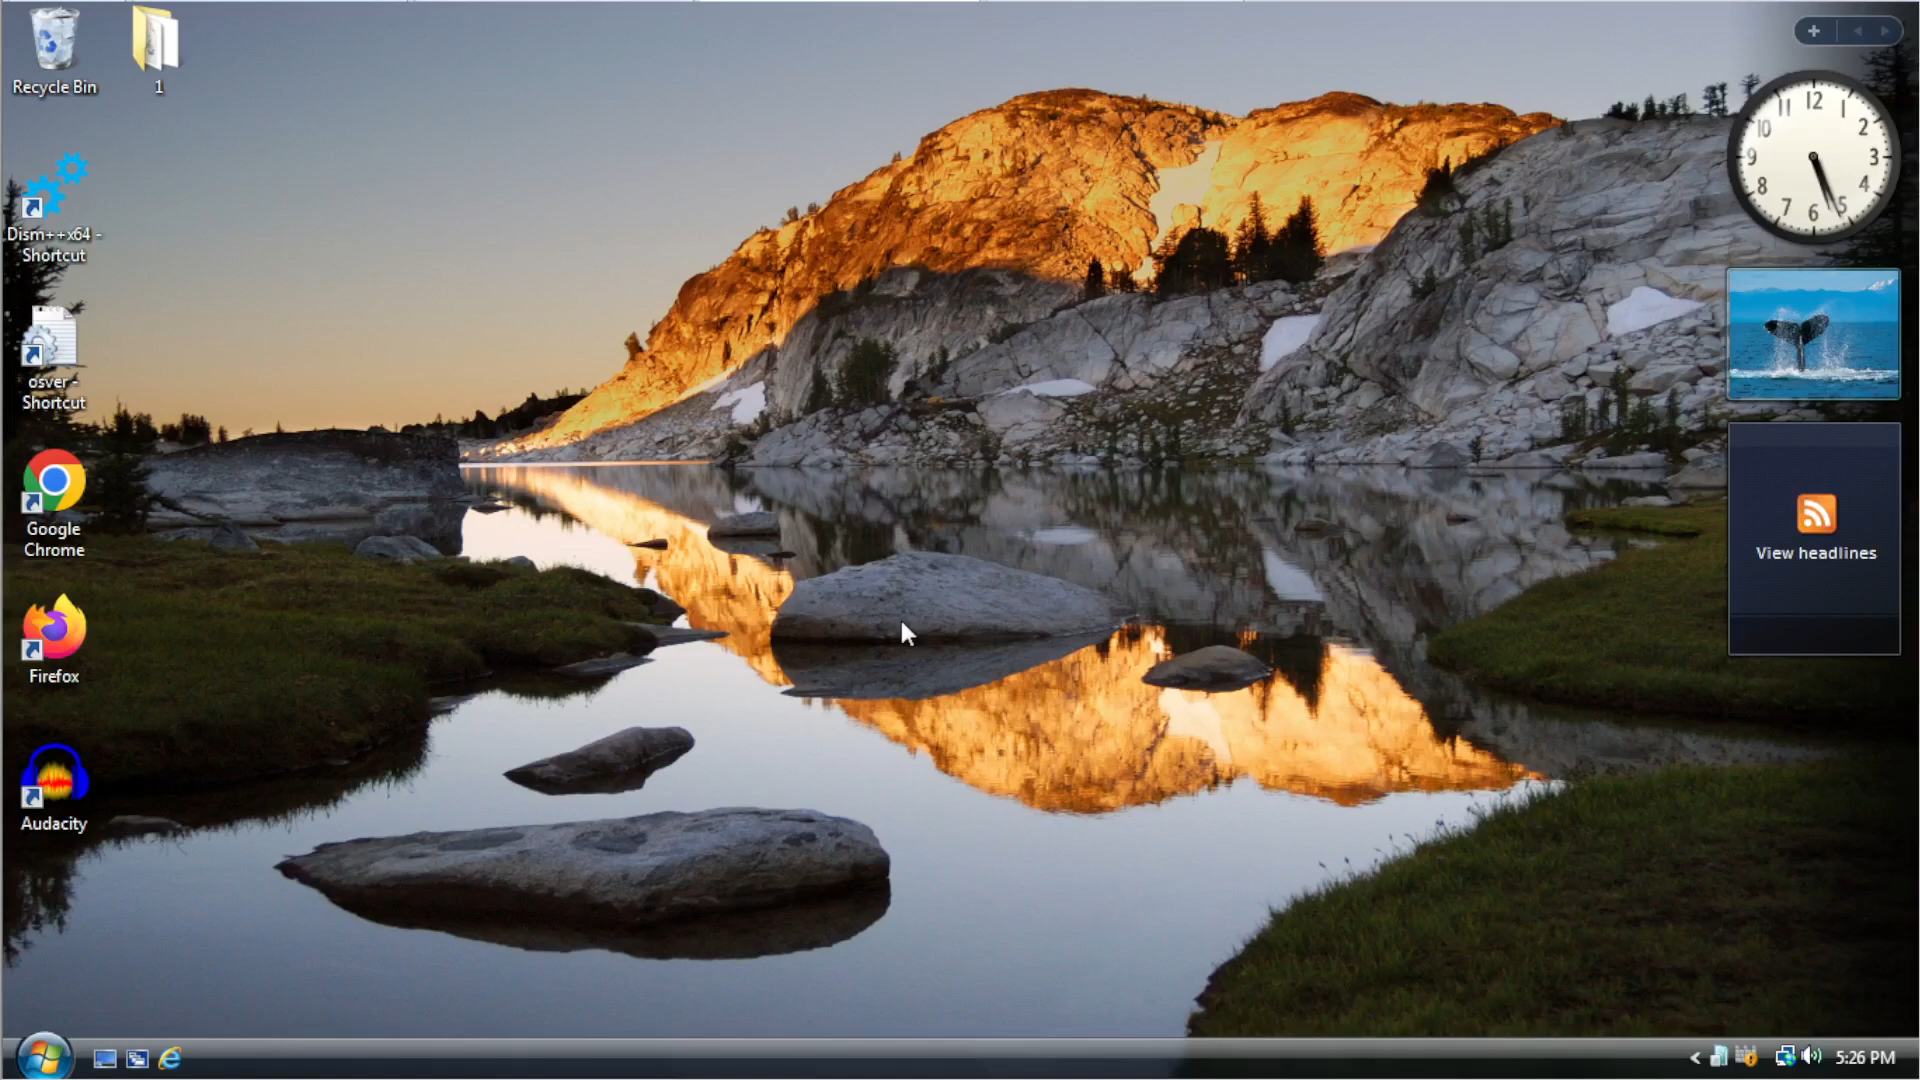 Recycle Bin
1
Dism++x64 -
Shortcut
osver -
Shortcut
Google
Chrome
Firefox
Audacity
12
1
2
3
4
5
6
7
8
9
10
11
View headlines
5:26 PM